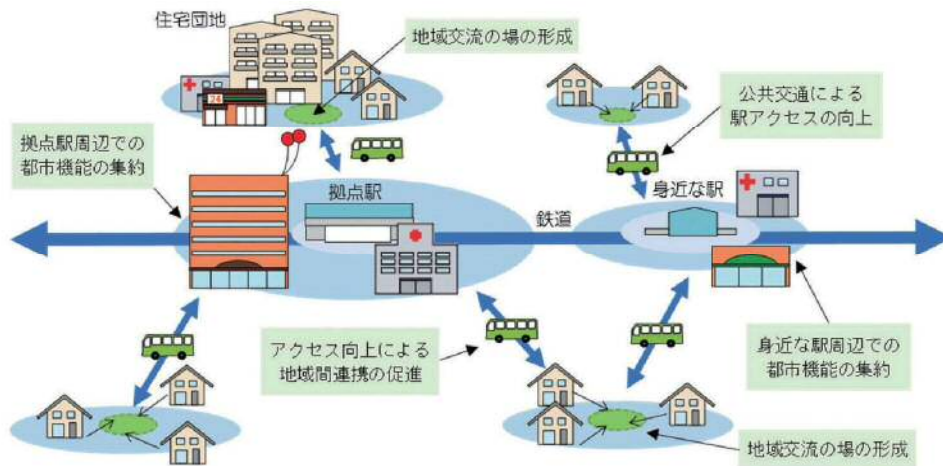 住宅団地
地域交流の場の形成
24
公共交通による
駅アクセスの向上
拠点駅周辺での
都市機能の集約
拠点駅
身近な駅
鉄道
アクセス向上による
地域間連携の促進
身近な駅周辺での
都市機能の集約
地域交流の場の形成